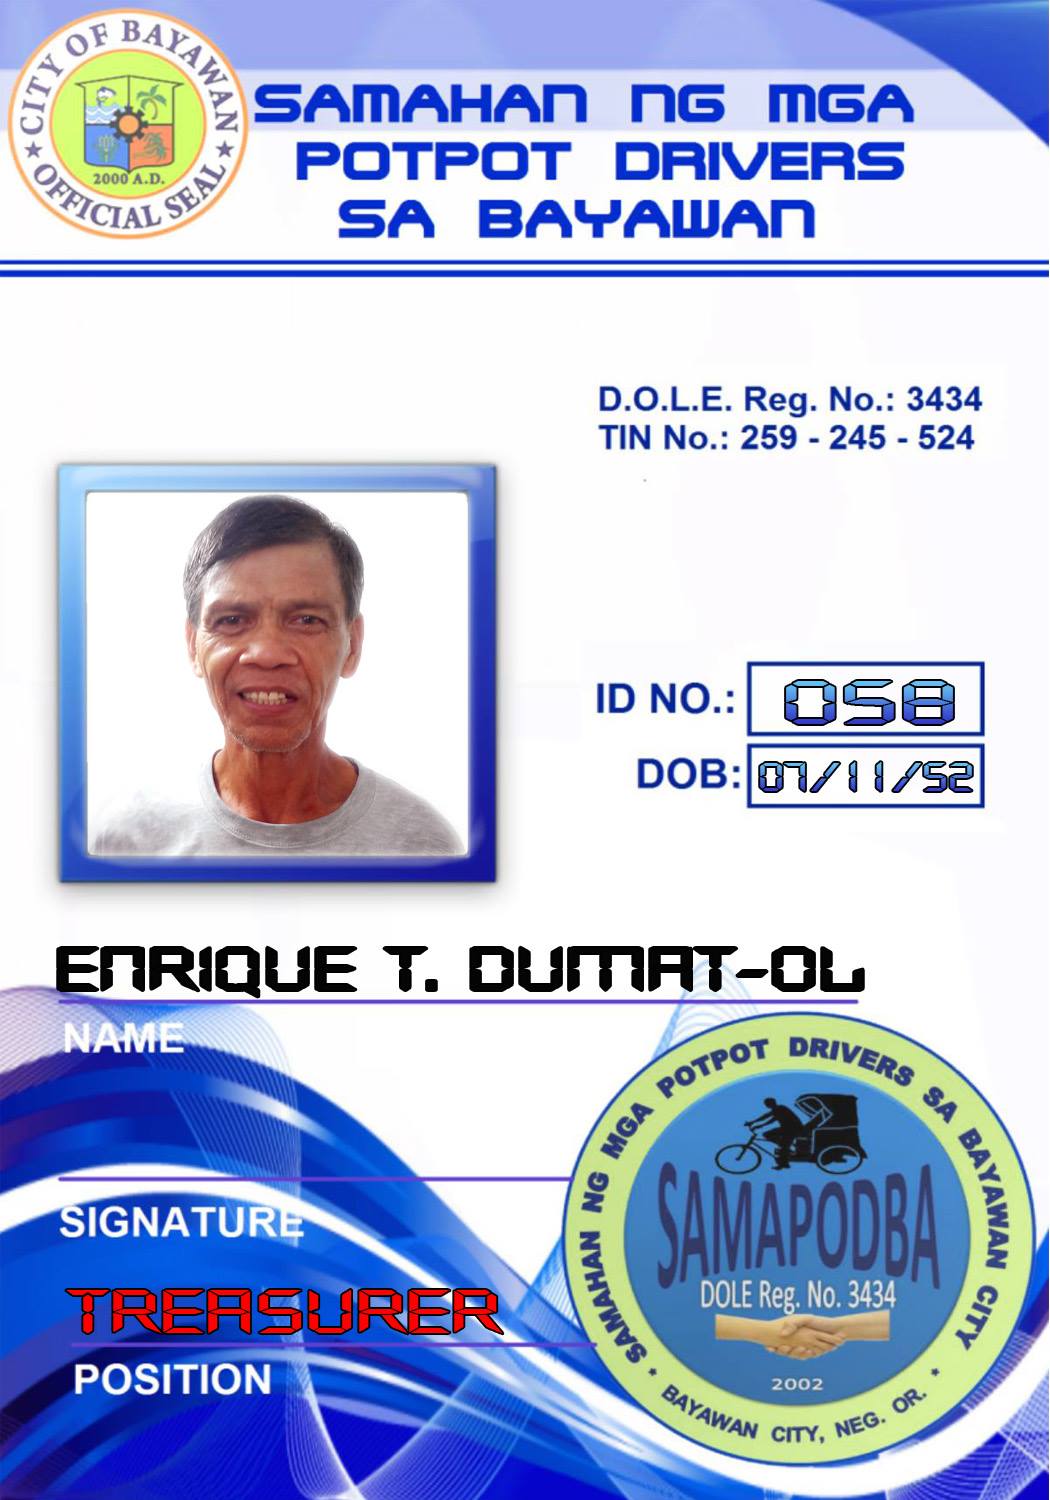 CITY OF BAYAWAN
2000 A.D.
★ OFFICIAL SEAL ★
SAMAHAN NG MGA
POTPOT DRIVERS
SA BAYAWAN
D.O.L.E. Reg. No.: 3434
TIN No.: 259 - 245 - 524
ID NO.: 058
DOB: 07/11/52
ENRIQUE T. DUMAT-OL
NAME
SIGNATURE
TREASURER
POSITION
SAMAHAN NG MGA POTPOT DRIVERS SA BAYAWAN CITY
SAMAPODBA
DOLE Reg. No. 3434
2002
* BAYAWAN CITY, NEG. OR. *